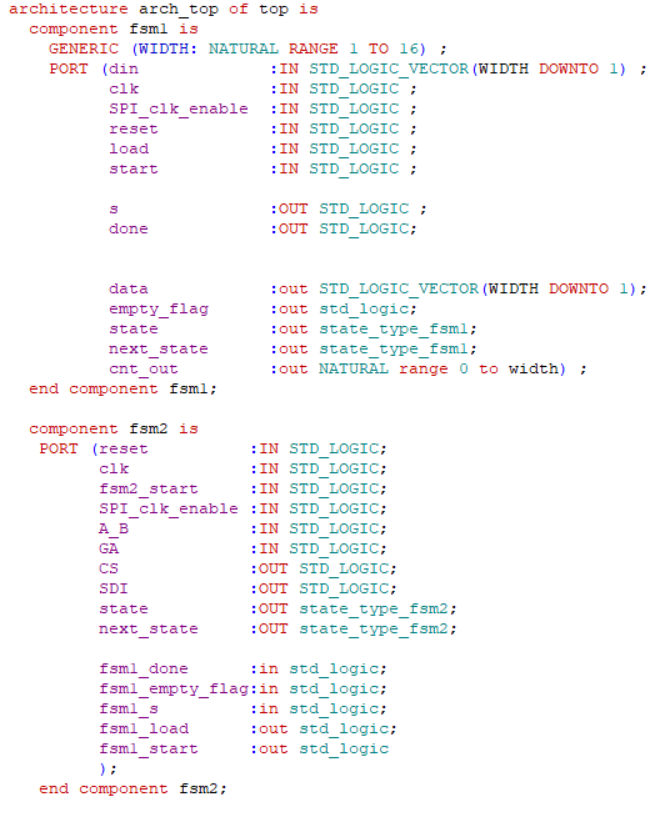 architecture arch_top of top is
component fsm1 is
GENERIC (WIDTH: NATURAL RANGE 1 TO 16) ;
PORT (din :IN STD_LOGIC_VECTOR(WIDTH DOWNTO 1) ;
clk :IN STD_LOGIC ;
SPI_clk_enable :IN STD_LOGIC ;
reset :IN STD_LOGIC ;
load :IN STD_LOGIC ;
start :IN STD_LOGIC ;
s :OUT STD_LOGIC ;
done :OUT STD_LOGIC;
data :out STD_LOGIC_VECTOR(WIDTH DOWNTO 1);
empty_flag :out std_logic;
state :out state_type_fsm1;
next_state :out state_type_fsm1;
cnt_out :out NATURAL range 0 to width) ;
end component fsm1;
component fsm2 is
PORT (reset :IN STD_LOGIC;
clk :IN STD_LOGIC;
fsm2_start :IN STD_LOGIC;
SPI_clk_enable :IN STD_LOGIC;
A_B :IN STD_LOGIC;
GA :IN STD_LOGIC;
CS :OUT STD_LOGIC;
SDI :OUT STD_LOGIC;
state :OUT state_type_fsm2;
next_state :OUT state_type_fsm2;
fsm1_done :in std_logic;
fsm1_empty_flag:in std_logic;
fsm1_s :in std_logic;
fsm1_load :out std_logic;
fsm1_start :out std_logic
);
end component fsm2;